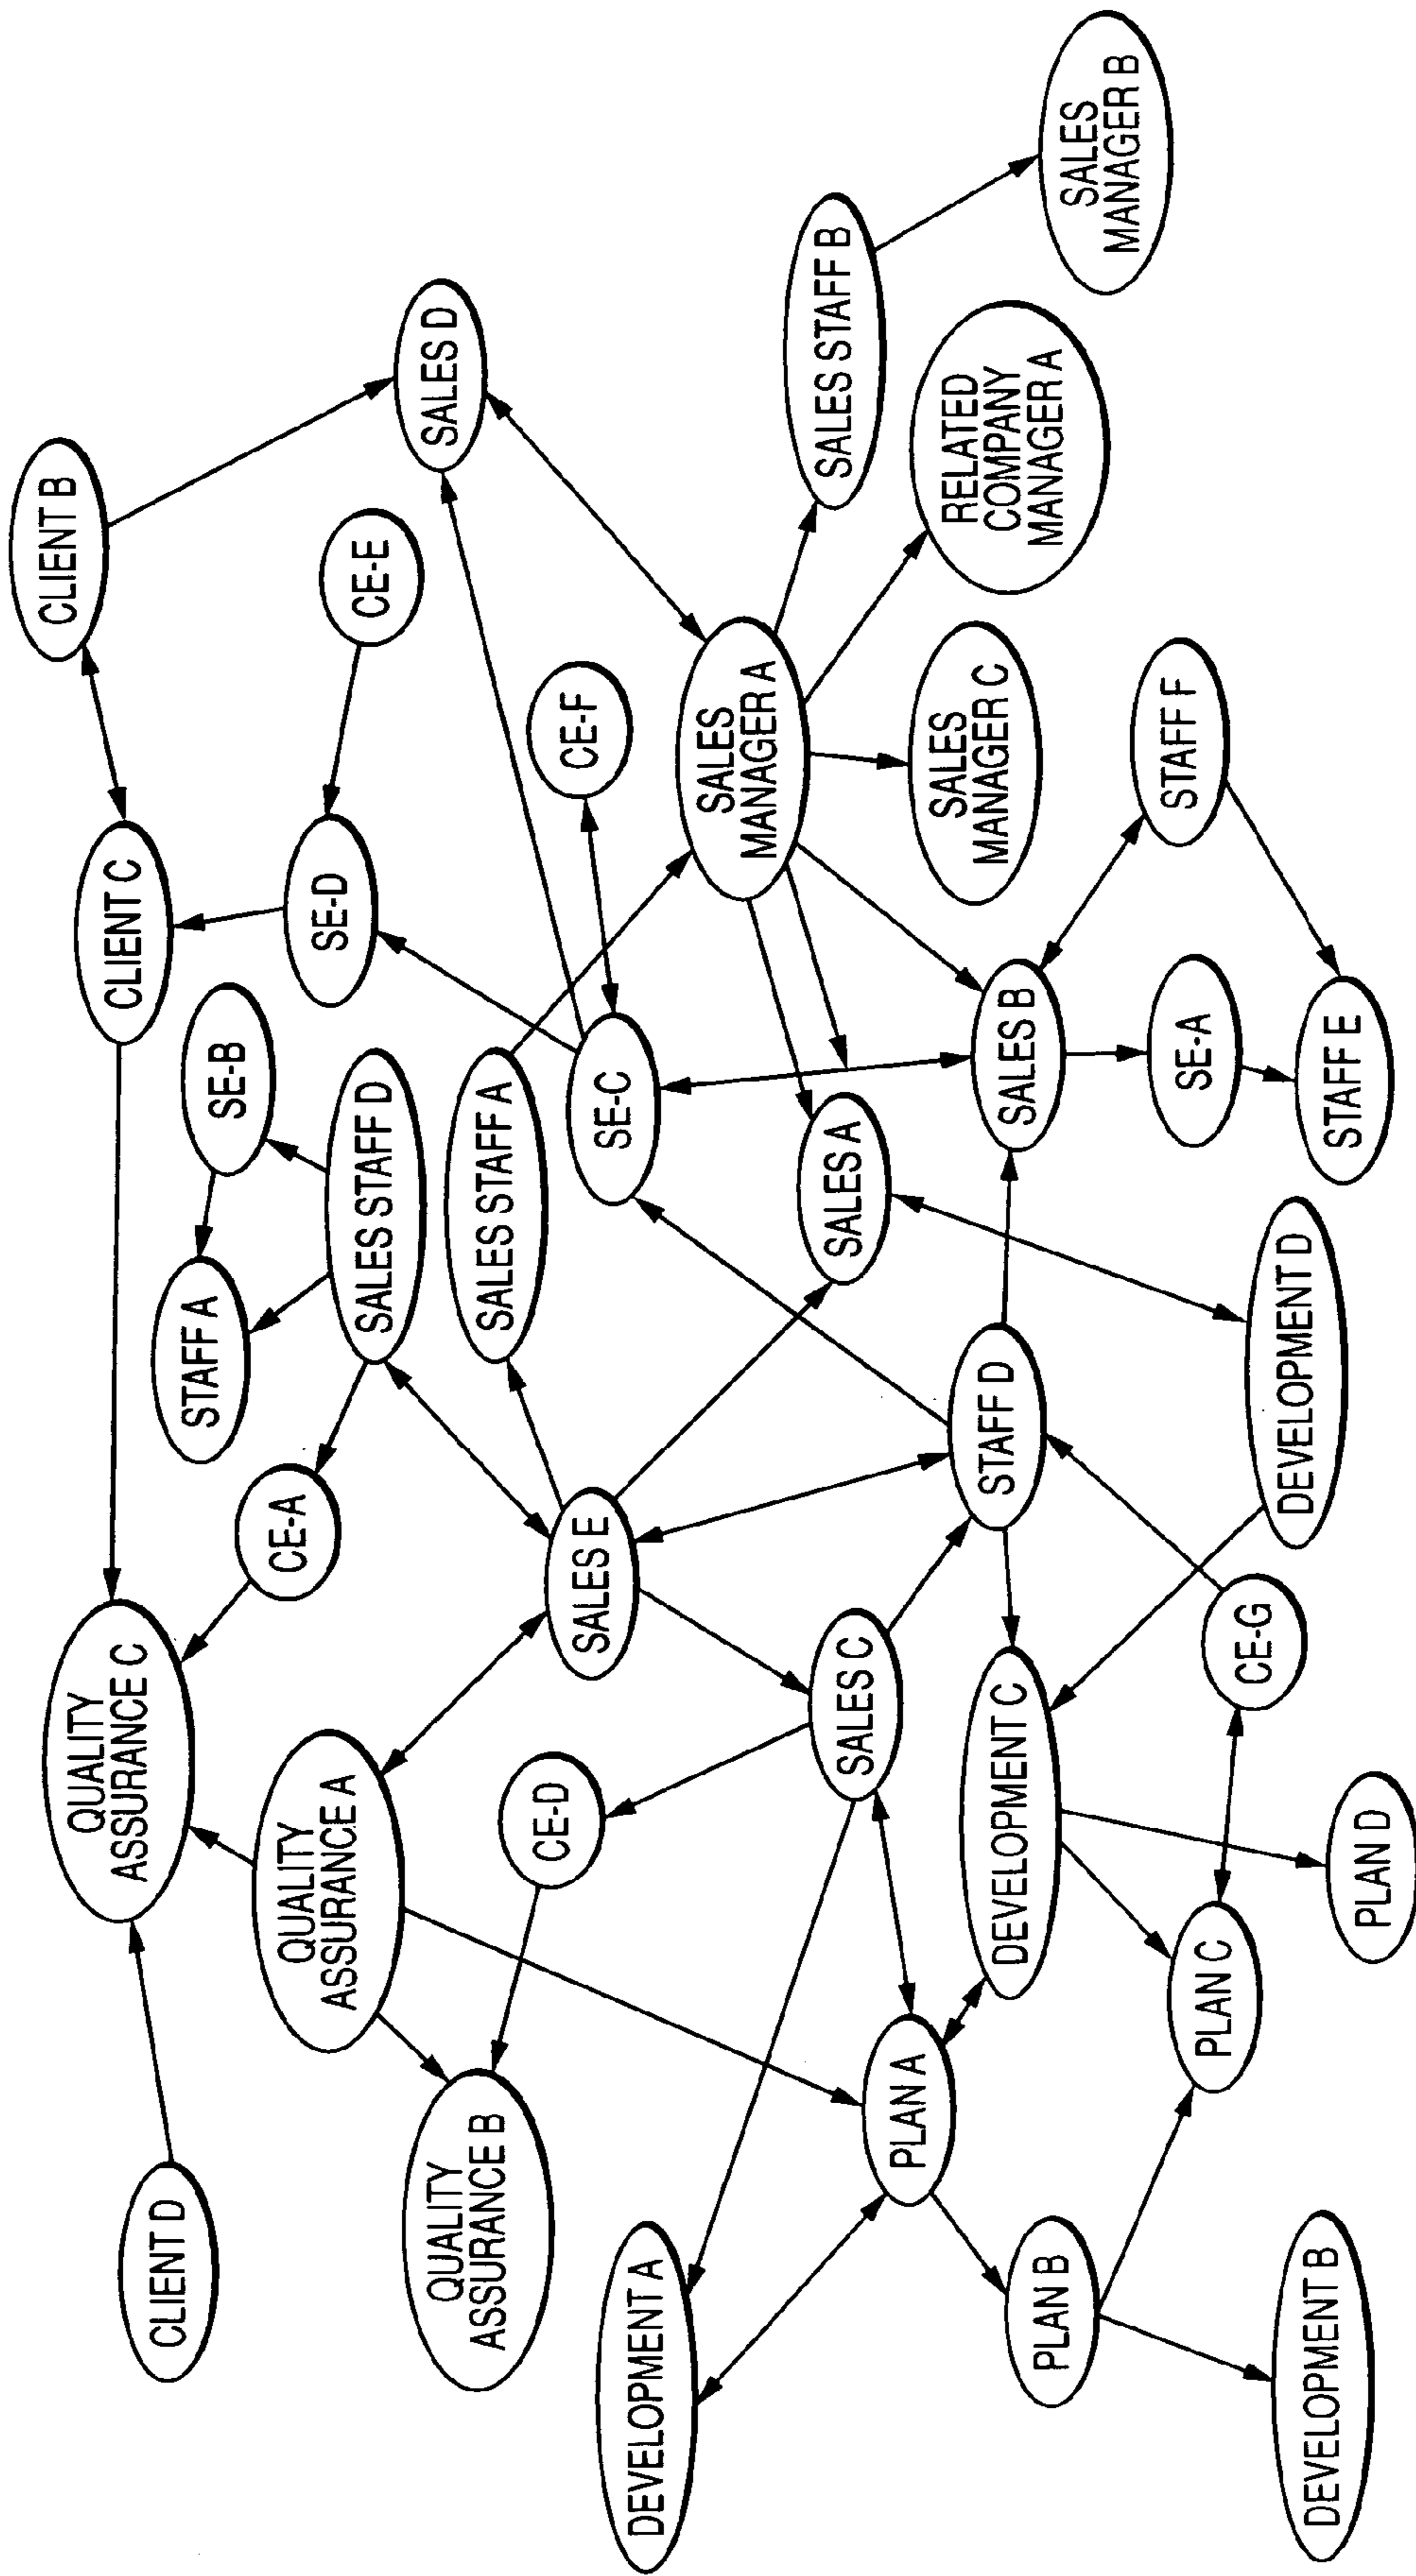 CLIENT D
QUALITY
ASSURANCE C
CLIENT C
CLIENT B
STAFF A
SE-B
CE-A
QUALITY
ASSURANCE A
SALES STAFF D
SE-D
CE-E
SALES D
QUALITY
ASSURANCE B
CE-D
SALES E
SALES STAFF A
SE-C
CE-F
DEVELOPMENT A
SALES C
SALES A
SALES
MANAGER A
SALES STAFF B
PLAN A
DEVELOPMENT C
STAFF D
SALES B
SALES
MANAGER C
RELATED
COMPANY
MANAGER A
SALES
MANAGER B
PLAN B
PLAN C
CE-G
SE-A
STAFF F
DEVELOPMENT B
PLAN D
DEVELOPMENT D
STAFF E